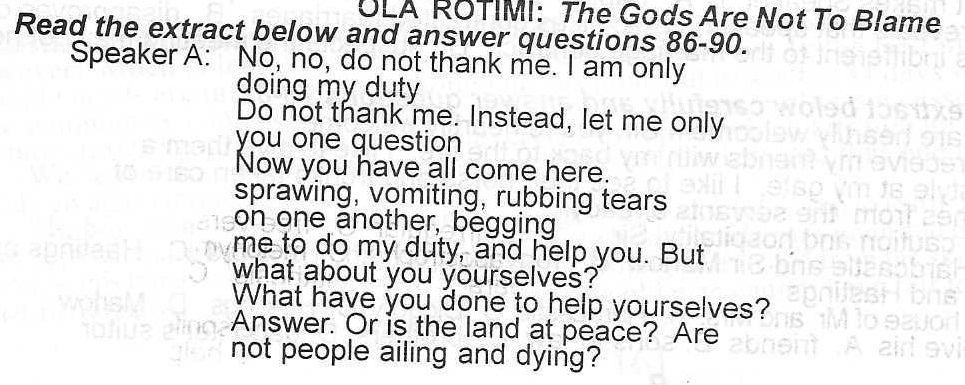 OLA ROTIMI: The Gods Are Not To Blame
Read the extract below and answer questions 86-90.
Speaker A: No, no, do not thank me. I am only
doing my duty
Do not thank me. Instead, let me only
you one question
Now you have all come here.
sprawing, vomiting, rubbing tears
on one another, begging
me to do my duty, and help you. But
what about you yourselves?
What have you done to help yourselves?
Answer. Or is the land at peace? Are
not people ailing and dying?